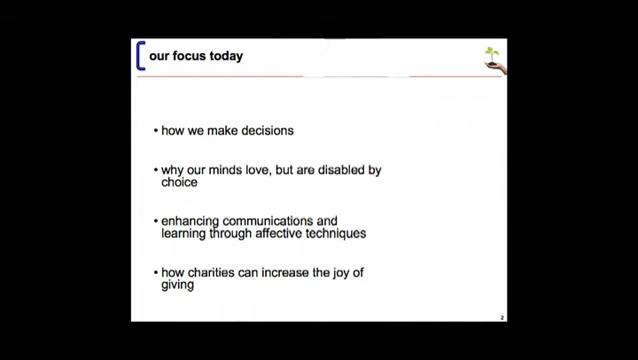 our focus today
• how we make decisions
• why our minds love, but are disabled by
choice
• enhancing communications and
learning through affective techniques
• how charities can increase the joy of
giving
2